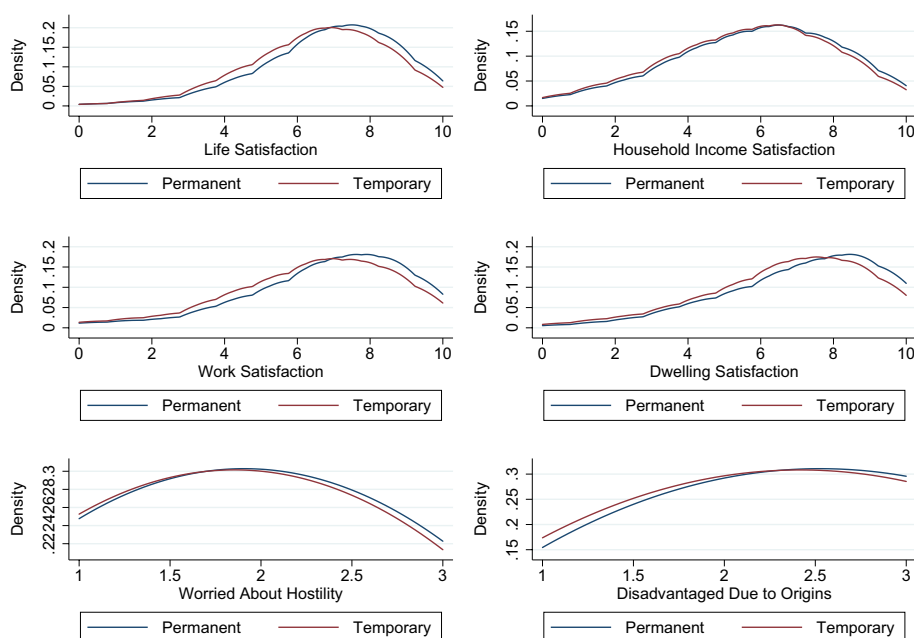 Density
0 .05 .1 .15 .2
0 2 4 6 8 10
Life Satisfaction
Permanent Temporary
Density
0 .05 .1 .15
0 2 4 6 8 10
Household Income Satisfaction
Permanent Temporary
Density
0 .05 .1 .15 .2
0 2 4 6 8 10
Work Satisfaction
Permanent Temporary
Density
0 .05 .1 .15 .2
0 2 4 6 8 10
Dwelling Satisfaction
Permanent Temporary
Density
.22 .24 .26 .28 .3
1 1.5 2 2.5 3
Worried About Hostility
Permanent Temporary
Density
.15 .2 .25 .3
1 1.5 2 2.5 3
Disadvantaged Due to Origins
Permanent Temporary